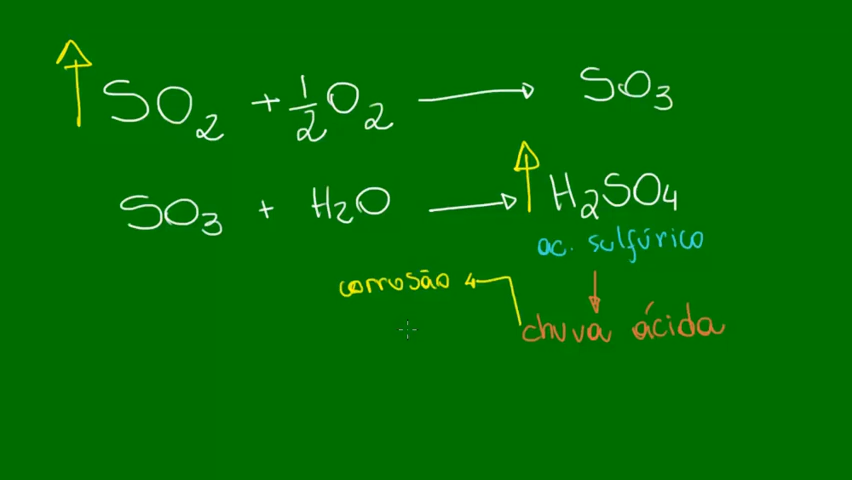 SO2 + 1/2 O2 → SO3
SO3 + H2O → H2SO4
ac. sulfúrico
corrosão
chuva ácida